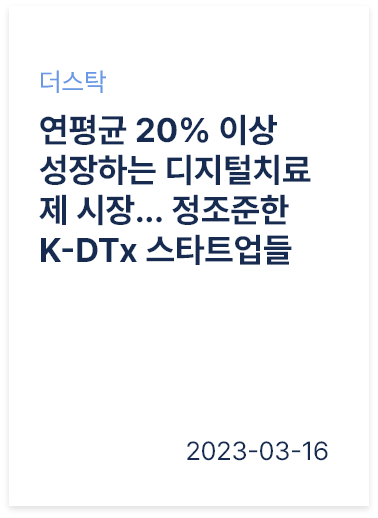 더스탁
연평균 20% 이상
성장하는 디지털치료
제 시장... 정조준한
K-DTx 스타트업들
2023-03-16